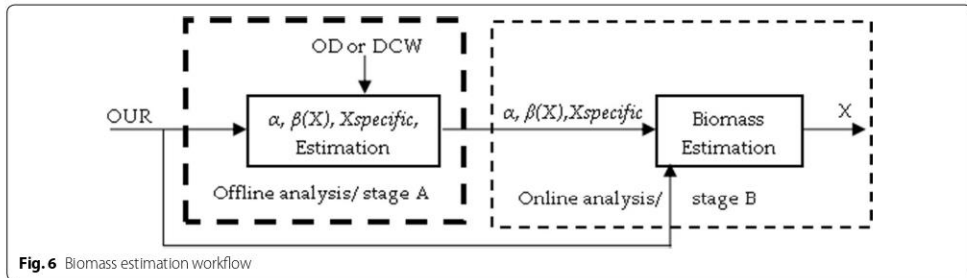 OD or DCW
OUR
α, β(X), Xspecific,
Estimation
α, β(X),Xspecific
Biomass
Estimation
X
Offline analysis/ stage A
Online analysis/ stage B
Fig. 6 Biomass estimation workflow